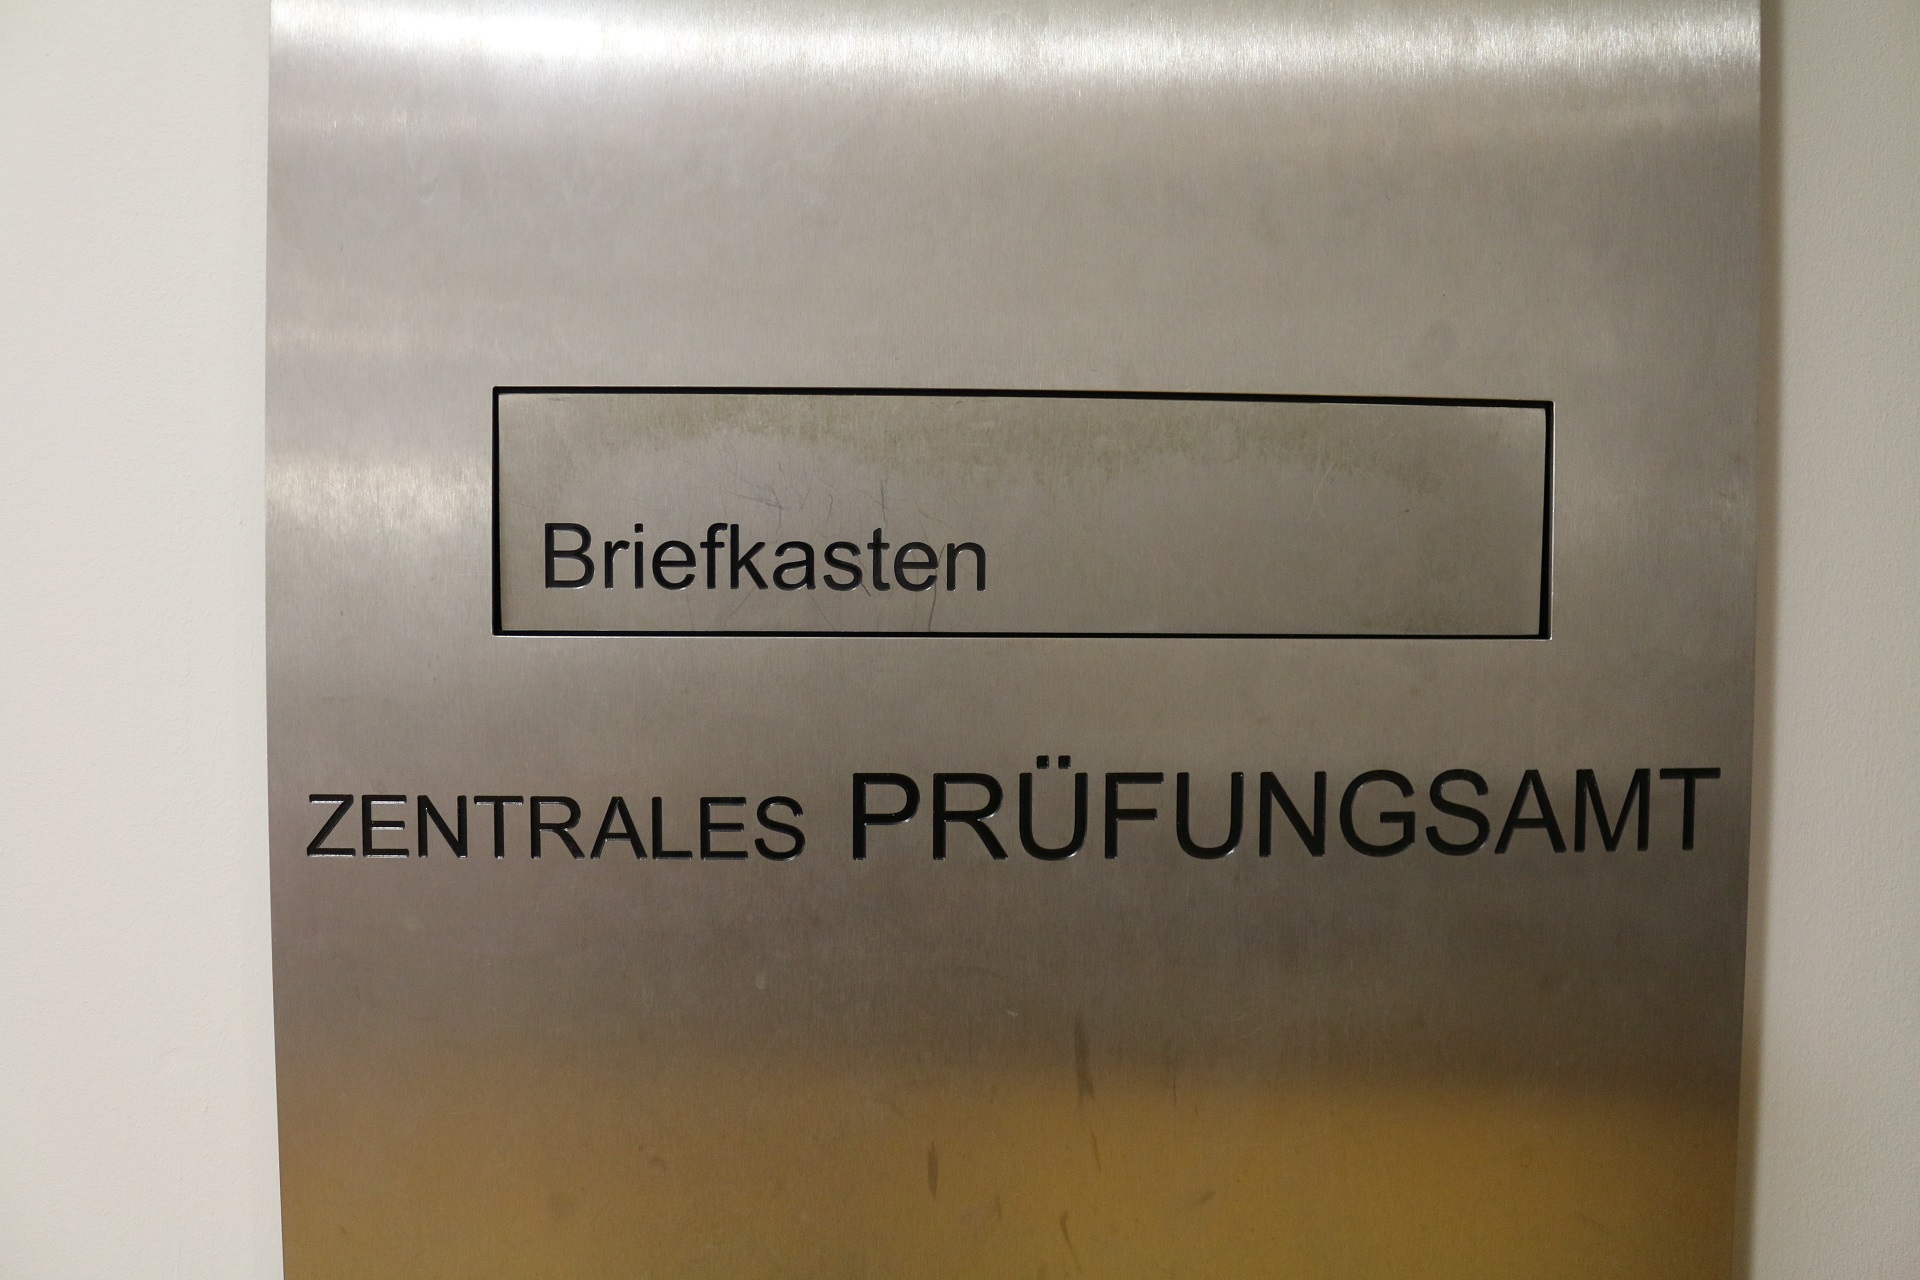 Briefkasten
ZENTRALES PRÜFUNGSAMT